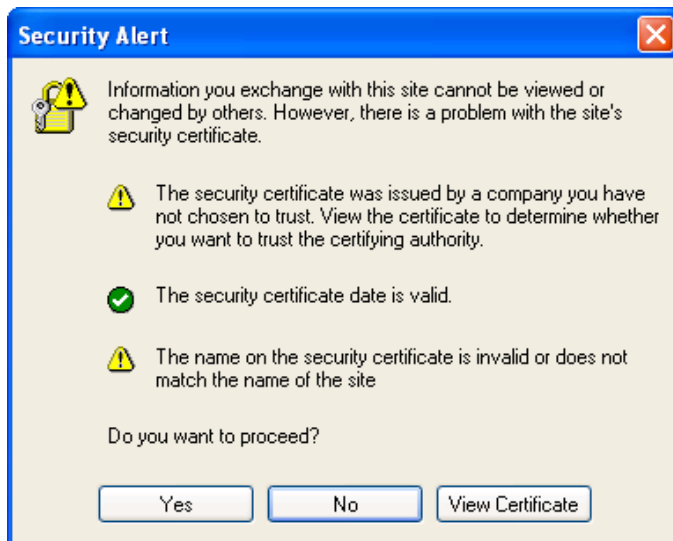 Security Alert
Information you exchange with this site cannot be viewed or
changed by others. However, there is a problem with the site's
security certificate.
The security certificate was issued by a company you have
not chosen to trust. View the certificate to determine whether
you want to trust the certifying authority.
The security certificate date is valid.
The name on the security certificate is invalid or does not
match the name of the site
Do you want to proceed?
Yes No View Certificate